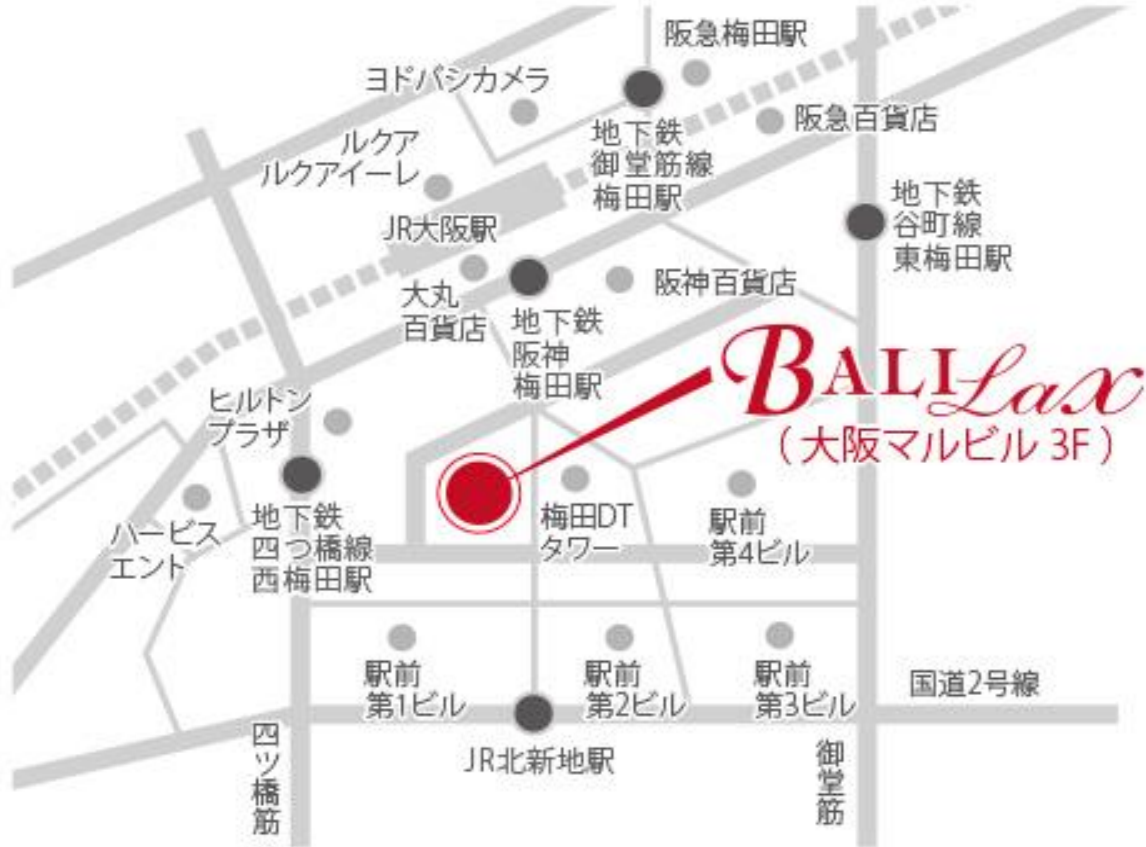 阪急梅田駅
ヨドバシカメラ
阪急百貨店
地下鉄
御堂筋線
梅田駅
ルクア
ルクアイーレ
地下鉄
谷町線
東梅田駅
JR大阪駅
阪神百貨店
大丸
百貨店
地下鉄
阪神
梅田駅
BALI Lax
(大阪マルビル 3F)
ヒルトン
プラザ
地下鉄
四つ橋線
西梅田駅
梅田DT
タワー
駅前
第4ビル
ハービス
エント
駅前
第1ビル
駅前
第2ビル
駅前
第3ビル
国道2号線
JR北新地駅
四ツ橋筋
御堂筋